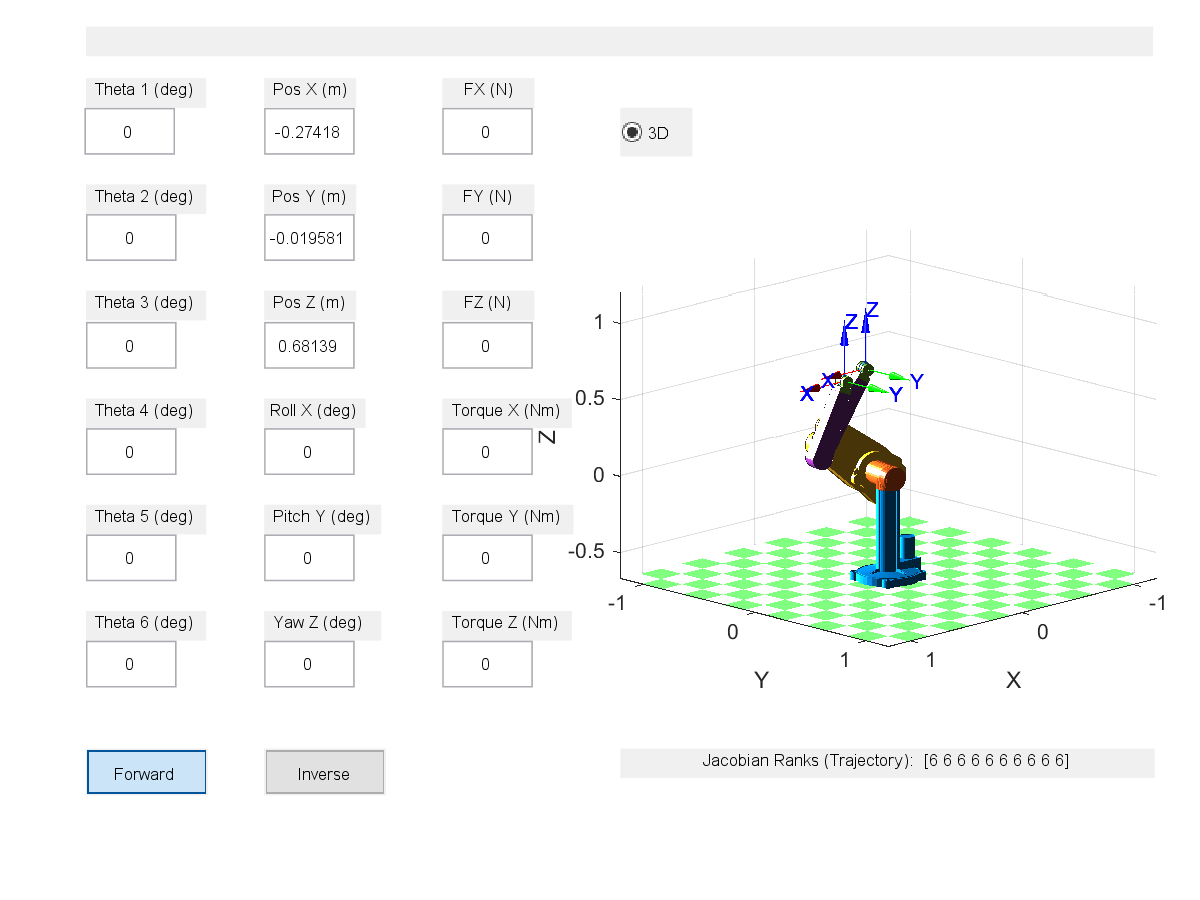 Theta 1 (deg)
0
Pos X (m)
-0.27418
FX (N)
0
3D
Theta 2 (deg)
0
Pos Y (m)
-0.019581
FY (N)
0
Theta 3 (deg)
0
Pos Z (m)
0.68139
FZ (N)
0
Theta 4 (deg)
0
Roll X (deg)
0
Torque X (Nm)
0
Theta 5 (deg)
0
Pitch Y (deg)
0
Torque Y (Nm)
0
Theta 6 (deg)
0
Yaw Z (deg)
0
Torque Z (Nm)
0
Z
1
0.5
0
-0.5
Z
Z
X
X
Y
Y
-1
0
1
Y
1
0
-1
X
Forward
Inverse
Jacobian Ranks (Trajectory): [6 6 6 6 6 6 6 6 6 6]